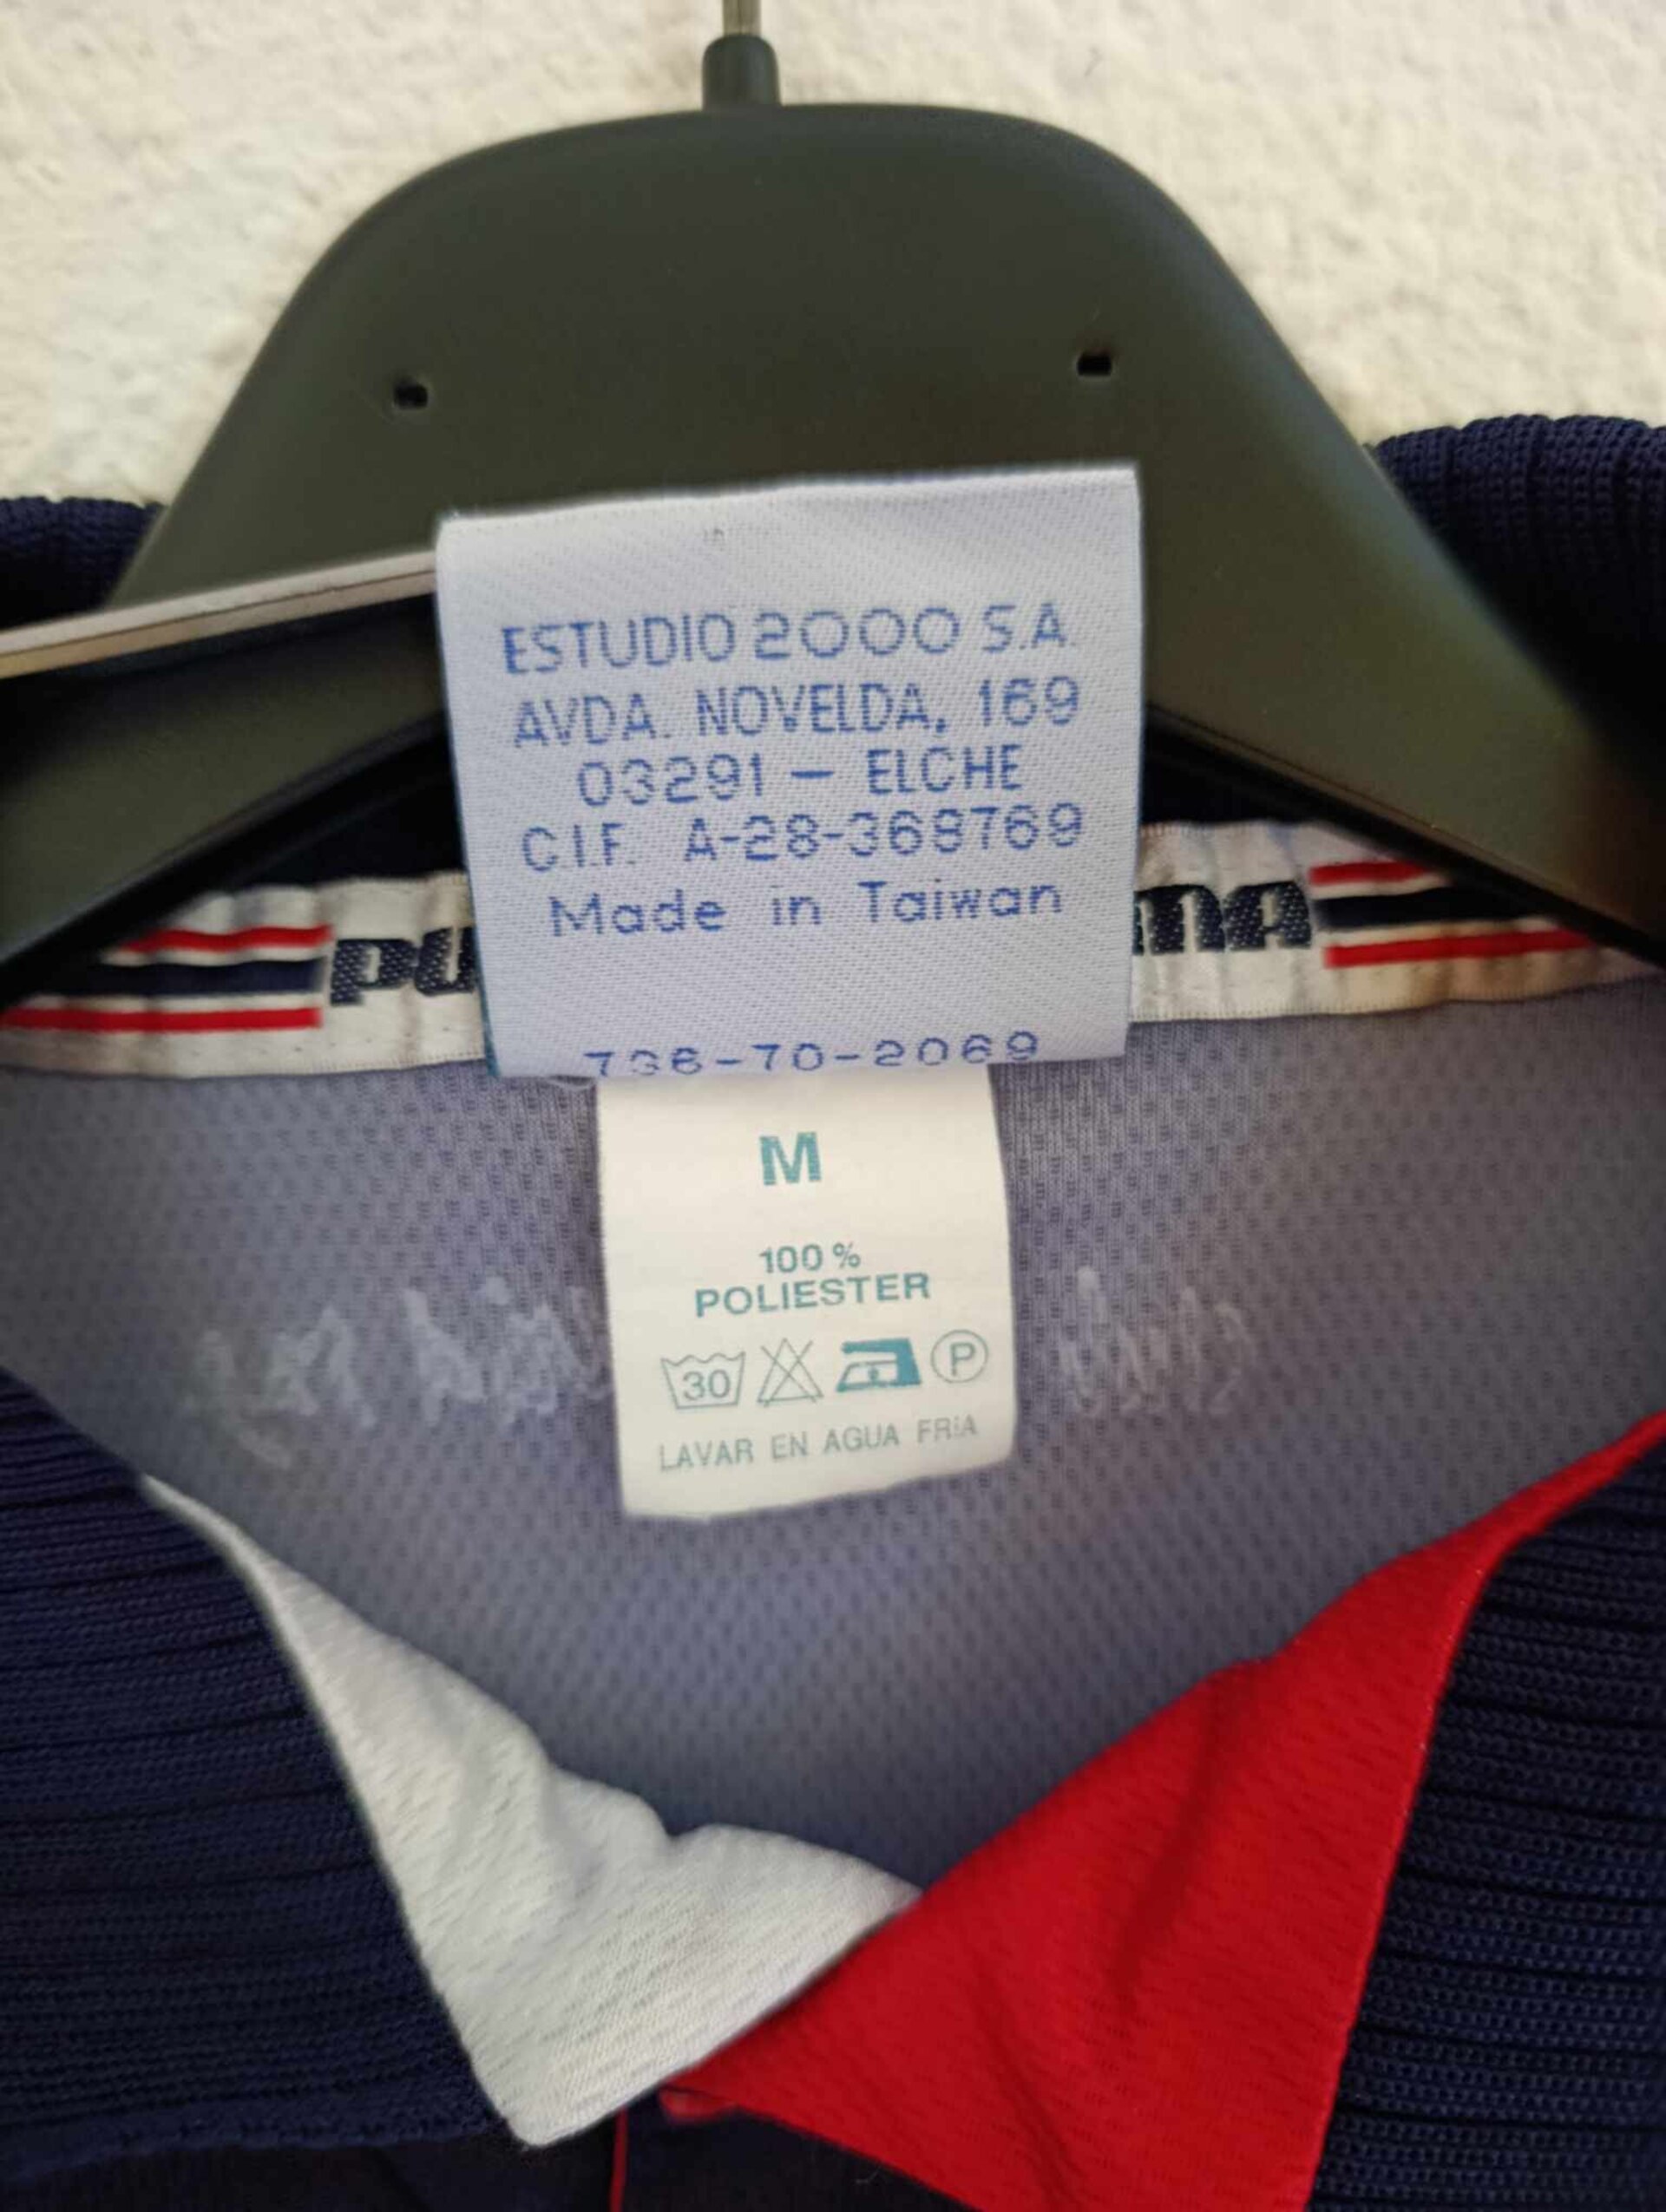 ESTUDIO 2000 S.A.
AVDA. NOVELDA, 169
03291 – ELCHE
C.I.F. A-28-368769
Made in Taiwan
736-70-2069
M
100%
POLIESTER
30
P
LAVAR EN AGUA FRIA